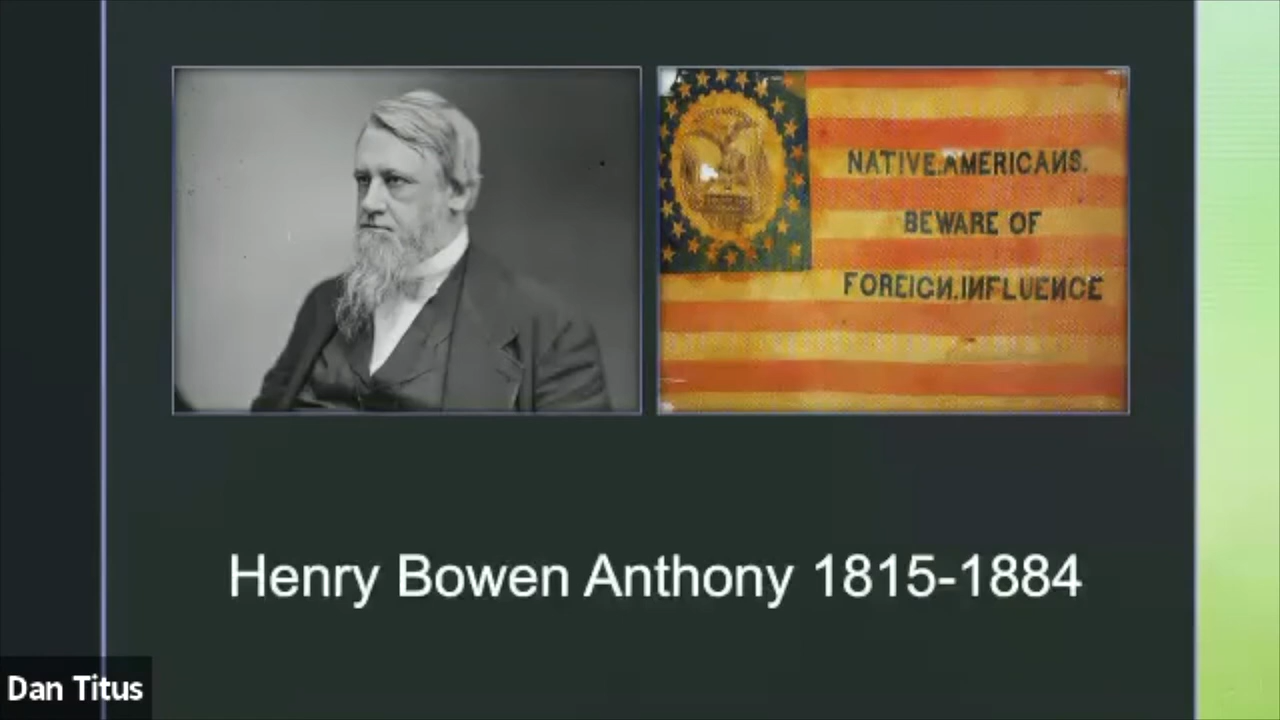 NATIVE.AMERICANS.
BEWARE OF
FOREIGN.INFLUENCE
Henry Bowen Anthony 1815-1884
Dan Titus